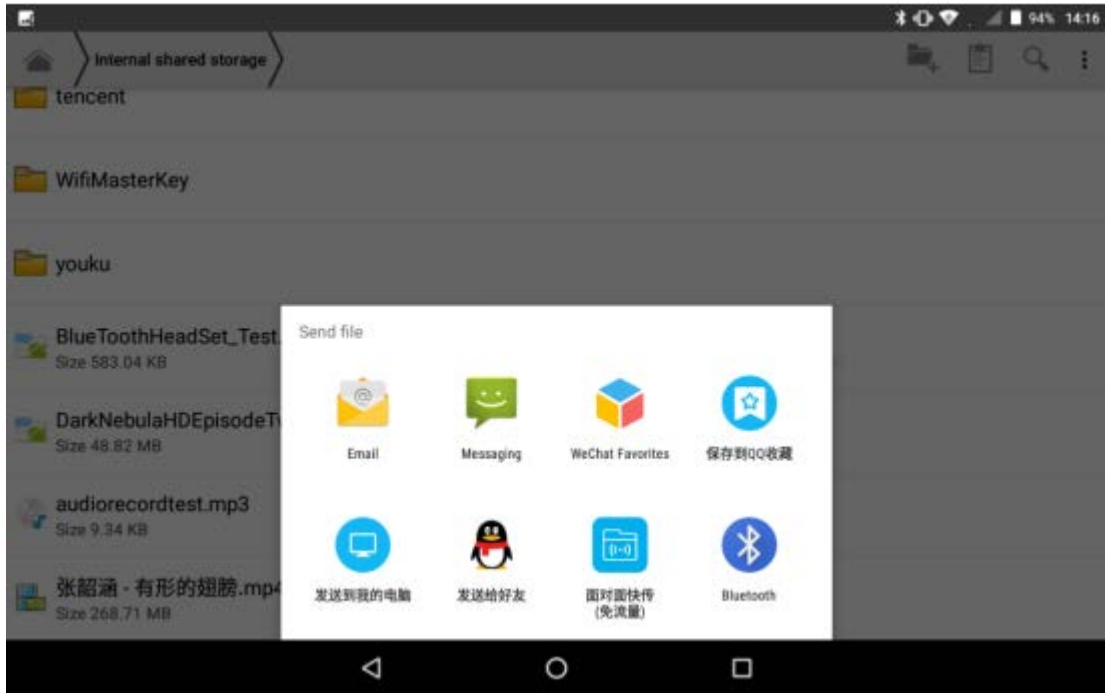 94% 14:16
Internal shared storage
tencent
WifiMasterKey
youku
BlueToothHeadSet_Test.
Size 583.04 KB
DarkNebulaHDEpisodeTw
Size 48.82 MB
audiorecordtest.mp3
Size 9.34 KB
张韶涵 - 有形的翅膀.mp4
Size 268.71 MB
Send file
Email
Messaging
WeChat Favorites
保存到QQ收藏
发送到我的电脑
发送给好友
面对面快传
(免流量)
Bluetooth